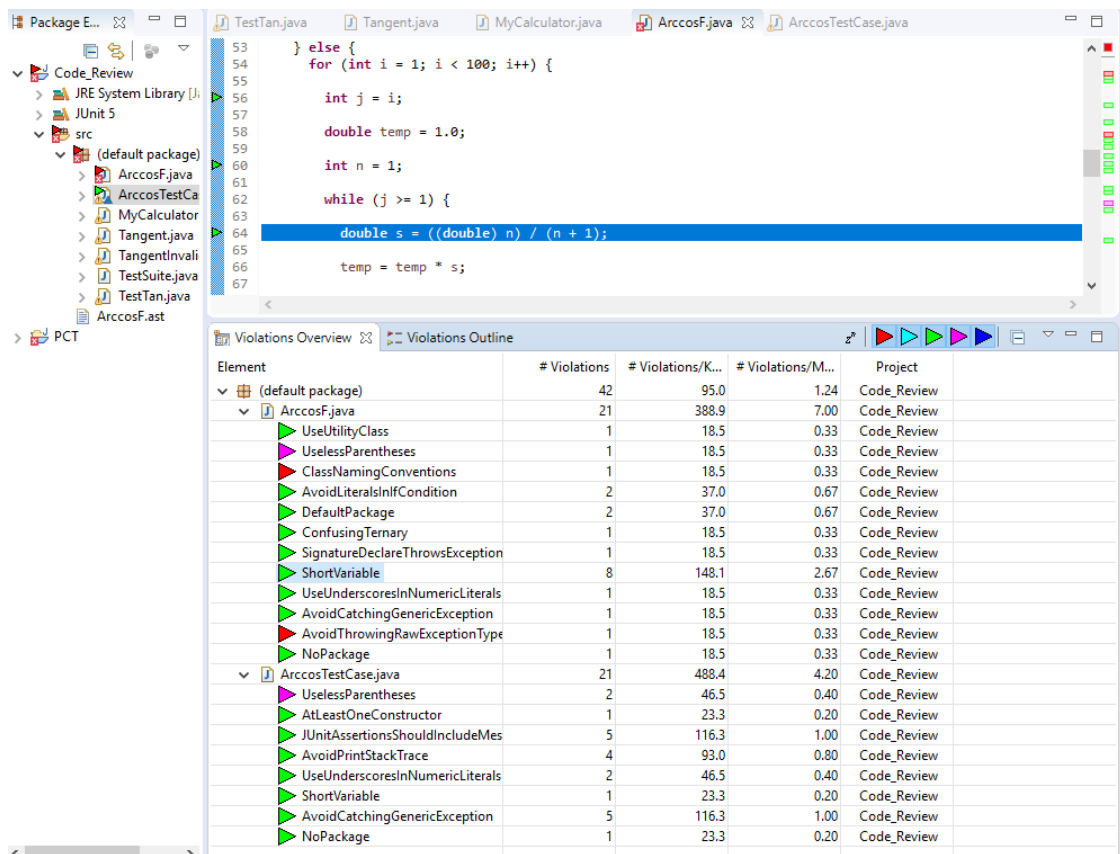 Package E...
Code_Review
JRE System Library [Ja
JUnit 5
src
(default package)
ArccosF.java
ArccosTestCa
MyCalculator
Tangent.java
TangentInvali
TestSuite.java
TestTan.java
ArccosF.ast
PCT
TestTan.java Tangent.java MyCalculator.java ArccosF.java ArccosTestCase.java
53 } else {
54 for (int i = 1; i < 100; i++) {
55
56 int j = i;
57
58 double temp = 1.0;
59
60 int n = 1;
61
62 while (j >= 1) {
63
64 double s = ((double) n) / (n + 1);
65
66 temp = temp * s;
67
Violations Overview Violations Outline
Element # Violations # Violations/K... # Violations/M... Project
(default package) 42 95.0 1.24 Code_Review
ArccosF.java 21 388.9 7.00 Code_Review
UseUtilityClass 1 18.5 0.33 Code_Review
UselessParentheses 1 18.5 0.33 Code_Review
ClassNamingConventions 1 18.5 0.33 Code_Review
AvoidLiteralsInIfCondition 2 37.0 0.67 Code_Review
DefaultPackage 2 37.0 0.67 Code_Review
ConfusingTernary 1 18.5 0.33 Code_Review
SignatureDeclareThrowsException 1 18.5 0.33 Code_Review
ShortVariable 8 148.1 2.67 Code_Review
UseUnderscoresInNumericLiterals 1 18.5 0.33 Code_Review
AvoidCatchingGenericException 1 18.5 0.33 Code_Review
AvoidThrowingRawExceptionType 1 18.5 0.33 Code_Review
NoPackage 1 18.5 0.33 Code_Review
ArccosTestCase.java 21 488.4 4.20 Code_Review
UselessParentheses 2 46.5 0.40 Code_Review
AtLeastOneConstructor 1 23.3 0.20 Code_Review
JUnitAssertionsShouldIncludeMes 5 116.3 1.00 Code_Review
AvoidPrintStackTrace 4 93.0 0.80 Code_Review
UseUnderscoresInNumericLiterals 2 46.5 0.40 Code_Review
ShortVariable 1 23.3 0.20 Code_Review
AvoidCatchingGenericException 5 116.3 1.00 Code_Review
NoPackage 1 23.3 0.20 Code_Review